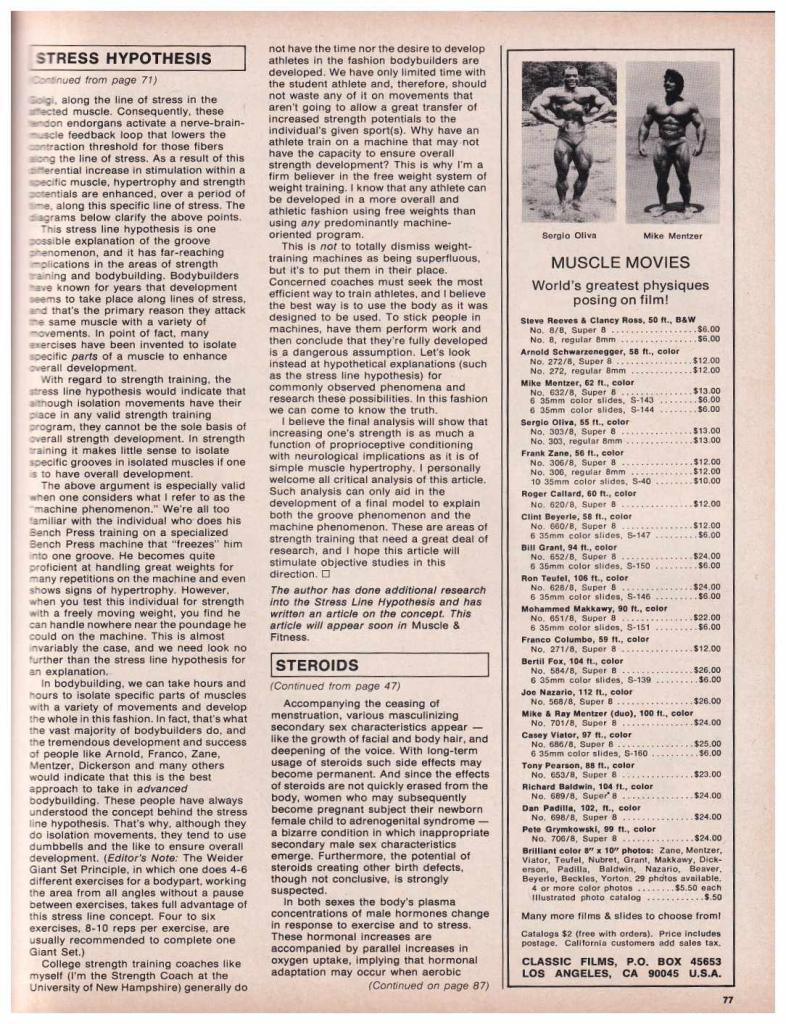 STRESS HYPOTHESIS
(Continued from page 71)
Golgi, along the line of stress in the
affected muscle. Consequently, these
tendon endorgans activate a nerve-brain-
muscle feedback loop that lowers the
contraction threshold for those fibers
along the line of stress. As a result of this
differential increase in stimulation within a
specific muscle, hypertrophy and strength
potentials are enhanced, over a period of
time, along this specific line of stress. The
diagrams below clarify the above points.
This stress line hypothesis is one
possible explanation of the groove
phenomenon, and it has far-reaching
implications in the areas of strength
training and bodybuilding. Bodybuilders
have known for years that development
seems to take place along lines of stress,
and that's the primary reason they attack
the same muscle with a variety of
movements. In point of fact, many
exercises have been invented to isolate
specific parts of a muscle to enhance
overall development.
With regard to strength training, the
stress line hypothesis would indicate that
although isolation movements have their
place in any valid strength training
program, they cannot be the sole basis of
overall strength development. In strength
training it makes little sense to isolate
specific grooves in isolated muscles if one
is to have overall development.
The above argument is especially valid
when one considers what I refer to as the
"machine phenomenon." We're all too
familiar with the individual who does his
Bench Press training on a specialized
Bench Press machine that "freezes" him
into one groove. He becomes quite
proficient at handling great weights for
many repetitions on the machine and even
shows signs of hypertrophy. However,
when you test this individual for strength
with a freely moving weight, you find he
can handle nowhere near the poundage he
could on the machine. This is almost
invariably the case, and we need look no
further than the stress line hypothesis for
an explanation.
In bodybuilding, we can take hours and
hours to isolate specific parts of muscles
with a variety of movements and develop
the whole in this fashion. In fact, that's what
the vast majority of bodybuilders do, and
the tremendous development and success
of people like Arnold, Franco, Zane,
Mentzer, Dickerson and many others
would indicate that this is the best
approach to take in advanced
bodybuilding. These people have always
understood the concept behind the stress
line hypothesis. That's why, although they
do isolation movements, they tend to use
dumbbells and the like to ensure overall
development. (Editor's Note: The Weider
Giant Set Principle, in which one does 4-6
different exercises for a bodypart, working
the area from all angles without a pause
between exercises, takes full advantage of
this stress line concept. Four to six
exercises, 8-10 reps per exercise, are
usually recommended to complete one
Giant Set.)
College strength training coaches like
myself (I'm the Strength Coach at the
University of New Hampshire) generally do
not have the time nor the desire to develop
athletes in the fashion bodybuilders are
developed. We have only limited time with
the student athlete and, therefore, should
not waste any of it on movements that
aren't going to allow a great transfer of
increased strength potentials to the
individual's given sport(s). Why have an
athlete train on a machine that may not
have the capacity to ensure overall
strength development? This is why I'm a
firm believer in the free weight system of
weight training. I know that any athlete can
be developed in a more overall and
athletic fashion using free weights than
using any predominantly machine-
oriented program.
This is not to totally dismiss weight-
training machines as being superfluous,
but it's to put them in their place.
Concerned coaches must seek the most
efficient way to train athletes, and I believe
the best way is to use the body as it was
designed to be used. To stick people in
machines, have them perform work and
then conclude that they're fully developed
is a dangerous assumption. Let's look
instead at hypothetical explanations (such
as the stress line hypothesis) for
commonly observed phenomena and
research these possibilities. In this fashion
we can come to know the truth.
I believe the final analysis will show that
increasing one's strength is as much a
function of proprioceptive conditioning
with neurological implications as it is of
simple muscle hypertrophy. I personally
welcome all critical analysis of this article.
Such analysis can only aid in the
development of a final model to explain
both the groove phenomenon and the
machine phenomenon. These are areas of
strength training that need a great deal of
research, and I hope this article will
stimulate objective studies in this
direction. □
The author has done additional research
into the Stress Line Hypothesis and has
written an article on the concept. This
article will appear soon in Muscle &
Fitness.
STEROIDS
(Continued from page 47)
Accompanying the ceasing of
menstruation, various masculinizing
secondary sex characteristics appear —
like the growth of facial and body hair, and
deepening of the voice. With long-term
usage of steroids such side effects may
become permanent. And since the effects
of steroids are not quickly erased from the
body, women who may subsequently
become pregnant subject their newborn
female child to adrenogenital syndrome —
a bizarre condition in which inappropriate
secondary male sex characteristics
emerge. Furthermore, the potential of
steroids creating other birth defects,
though not conclusive, is strongly
suspected.
In both sexes the body's plasma
concentrations of male hormones change
in response to exercise and to stress.
These hormonal increases are
accompanied by parallel increases in
oxygen uptake, implying that hormonal
adaptation may occur when aerobic
(Continued on page 87)
Sergio Oliva
Mike Mentzer
MUSCLE MOVIES
World's greatest physiques
posing on film!
Steve Reeves & Clancy Ross, 50 ft., B&W
No. 8/8, Super 8 ................$6.00
No. 8, regular 8mm ...............$6.00
Arnold Schwarzenegger, 58 ft., color
No. 272/8, Super 8 ..............$12.00
No. 272, regular 8mm ............$12.00
Mike Mentzer, 62 ft., color
No. 632/8, Super 8 ..............$13.00
6 35mm color slides, S-143 ........$6.00
6 35mm color slides, S-144 ........$6.00
Sergio Oliva, 55 ft., color
No. 303/8, Super 8 ..............$13.00
No. 303, regular 8mm ............$13.00
Frank Zane, 56 ft., color
No. 306/8, Super 8 ..............$12.00
No. 306, regular 8mm ............$12.00
10 35mm color slides, S-40 .......$10.00
Roger Callard, 60 ft., color
No. 620/8, Super 8 ..............$12.00
Clint Beyerle, 58 ft., color
No. 660/8, Super 8 ..............$12.00
6 35mm color slides, S-147 ........$6.00
Bill Grant, 94 ft., color
No. 652/8, Super 8 ..............$24.00
6 35mm color slides, S-150 ........$6.00
Ron Teufel, 106 ft., color
No. 628/8, Super 8 ..............$24.00
6 35mm color slides, S-146 ........$6.00
Mohammed Makkawy, 90 ft., color
No. 651/8, Super 8 ..............$22.00
6 35mm color slides, S-151 ........$6.00
Franco Columbo, 59 ft., color
No. 271/8, Super 8 ..............$12.00
Bertil Fox, 104 ft., color
No. 584/8, Super 8 ..............$26.00
6 35mm color slides, S-139 ........$6.00
Joe Nazario, 112 ft., color
No. 568/8, Super 8 ..............$26.00
Mike & Ray Mentzer (duo), 100 ft., color
No. 701/8, Super 8 ..............$24.00
Casey Viator, 97 ft., color
No. 686/8, Super 8 ..............$25.00
6 35mm color slides, S-160 ........$6.00
Tony Pearson, 88 ft., color
No. 653/8, Super 8 ..............$23.00
Richard Baldwin, 104 ft., color
No. 689/8, Super 8 ..............$24.00
Dan Padilla, 102, ft., color
No. 698/8, Super 8 ..............$24.00
Pete Grymkowski, 99 ft., color
No. 706/8, Super 8 ..............$24.00
Brilliant color 8" x 10" photos: Zane, Mentzer,
Viator, Teufel, Nubret, Grant, Makkawy, Dick-
erson, Padilla, Baldwin, Nazario, Beaver,
Beyerle, Beckles, Yorton. 29 photos available.
4 or more color photos ........$5.50 each
Illustrated photo catalog ............$.50
Many more films & slides to choose from!
Catalogs $2 (free with orders). Price includes
postage. California customers add sales tax.
CLASSIC FILMS, P.O. BOX 45653
LOS ANGELES, CA 90045 U.S.A.
77